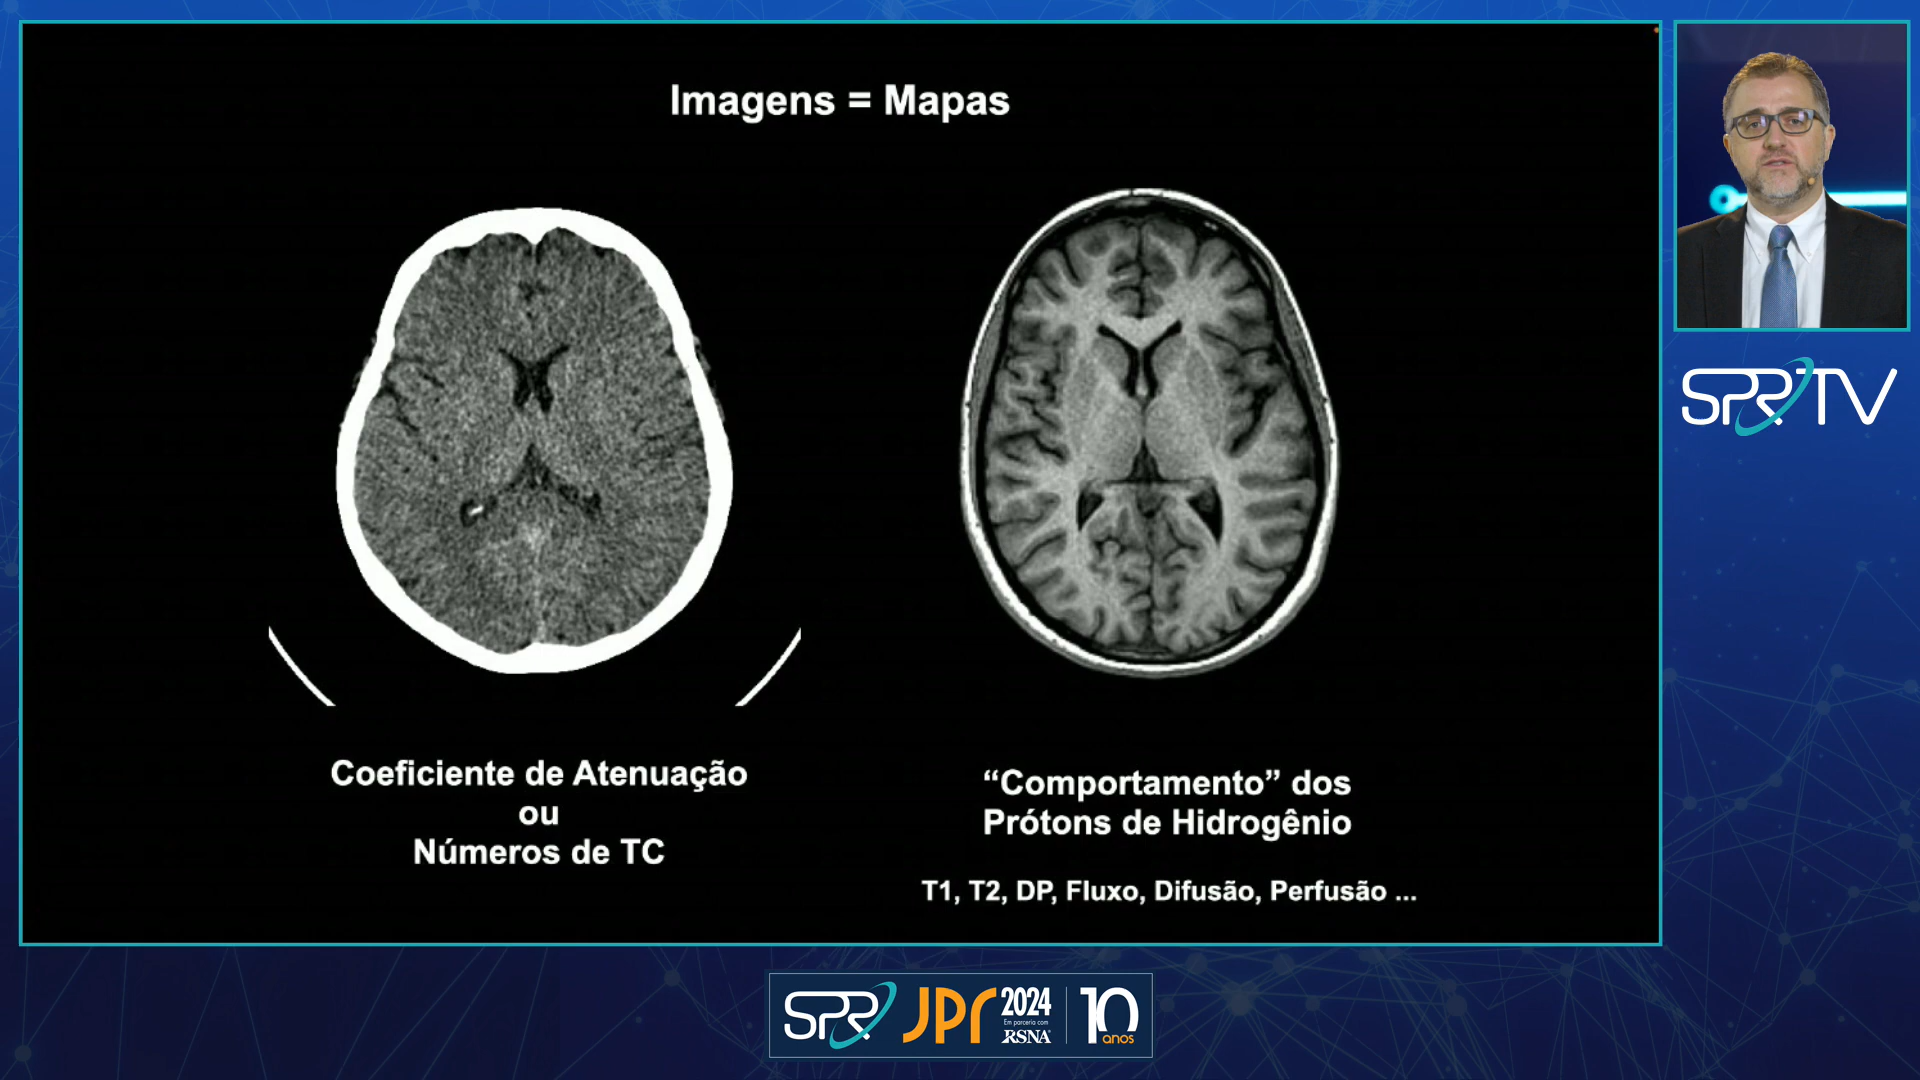 Imagens = Mapas
Coeficiente de Atenuação
ou
Números de TC
“Comportamento” dos
Prótons de Hidrogênio
T1, T2, DP, Fluxo, Difusão, Perfusão ...
SPR TV
SPR JPR 2024
Em parceria com
RSNA
10
anos